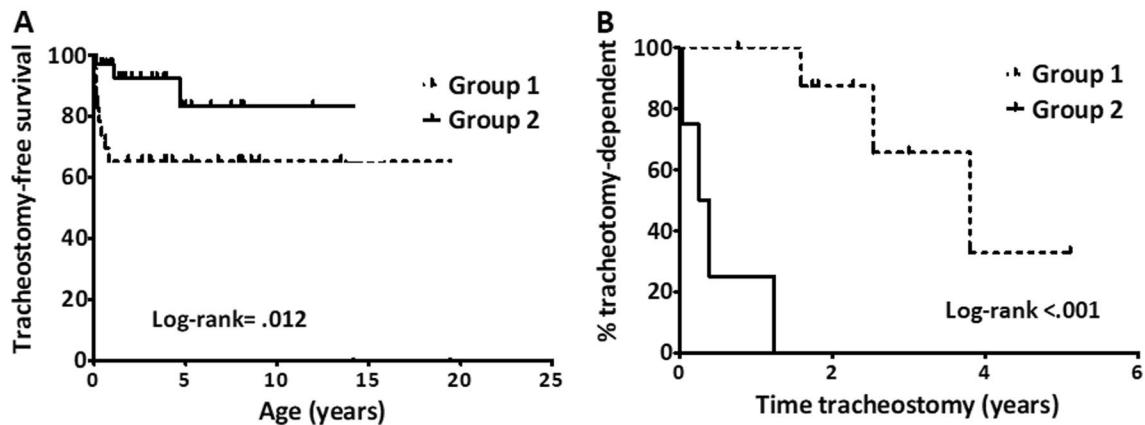 A
Tracheostomy-free survival
100
80
60
40
20
0
Group 1
Group 2
Log-rank= .012
0 5 10 15 20 25
Age (years)
B
% tracheotomy-dependent
100
80
60
40
20
0
Group 1
Group 2
Log-rank <.001
0 2 4 6
Time tracheostomy (years)